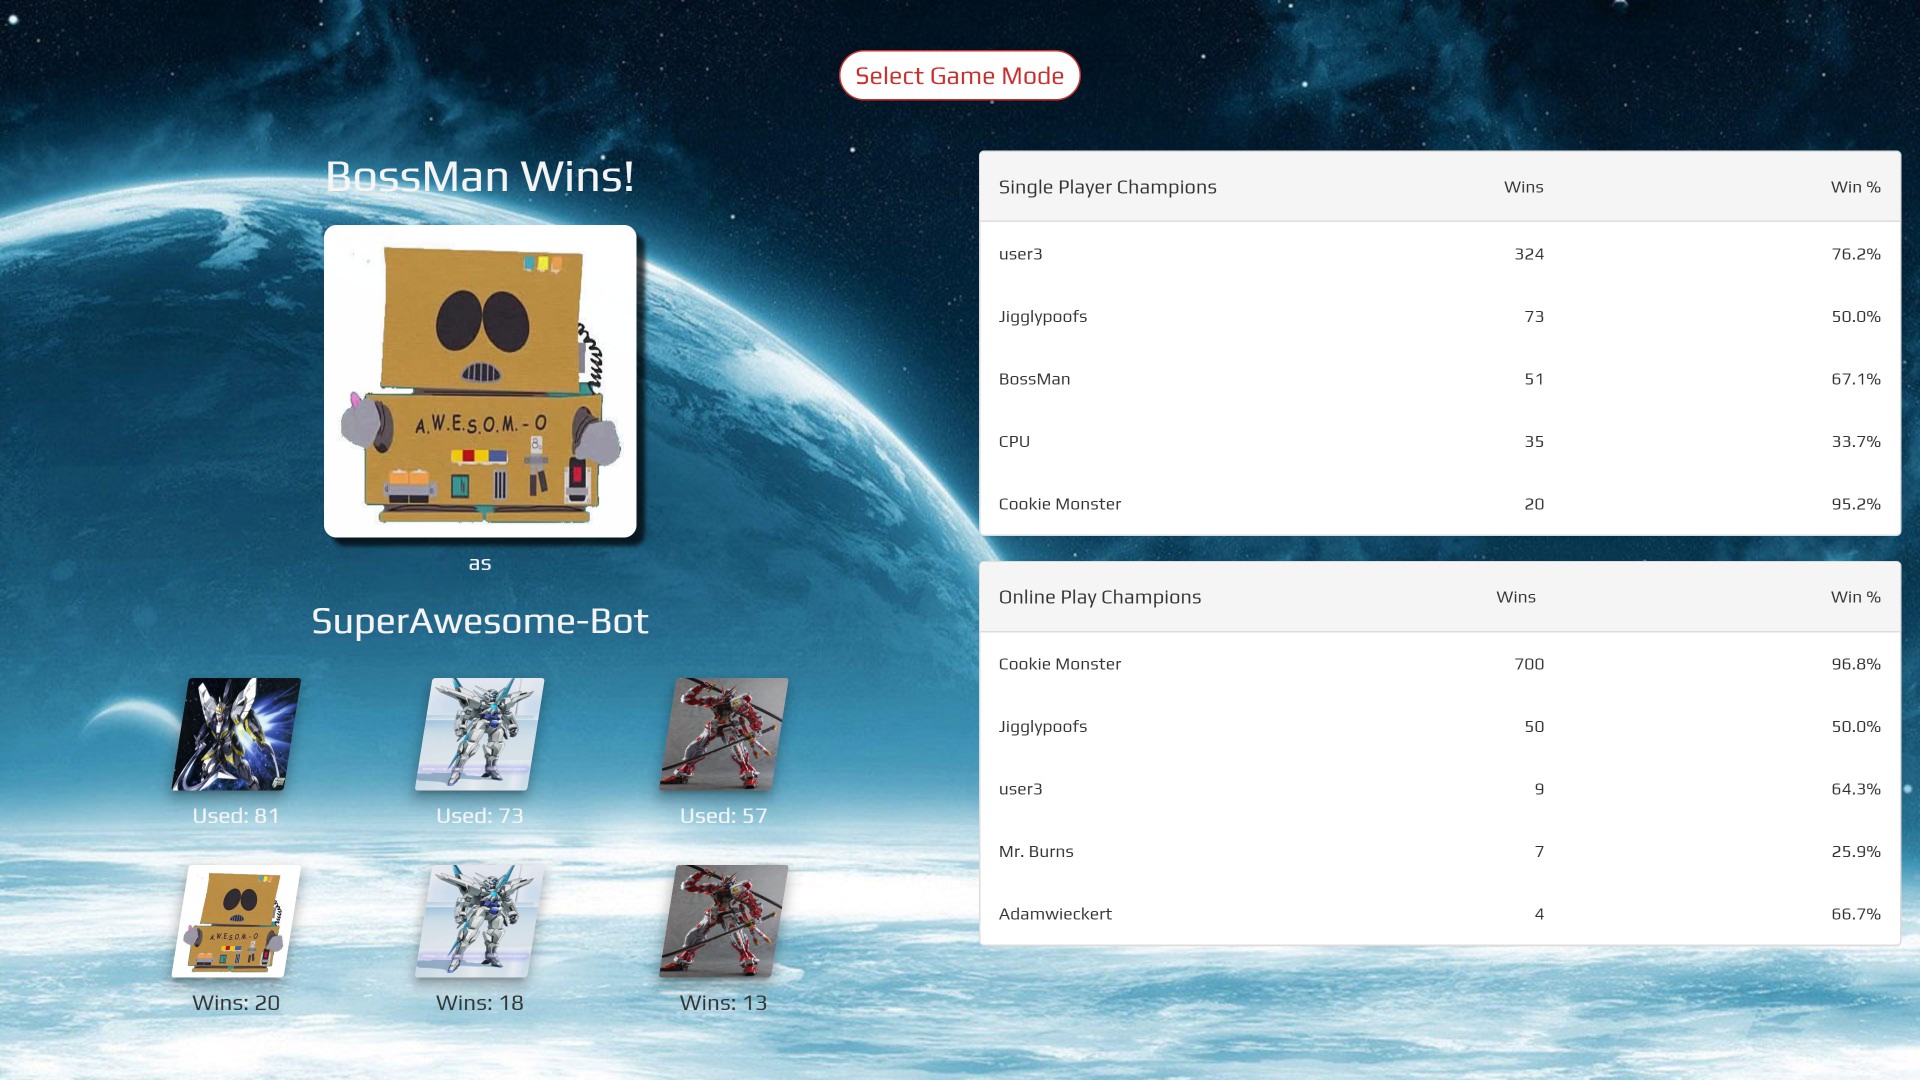 Select Game Mode
BossMan Wins!
A.W.E.S.O.M.-O
as
SuperAwesome-Bot
Used: 81 Used: 73 Used: 57
A.W.E.S.O.M.-O
Wins: 20 Wins: 18 Wins: 13
Single Player Champions Wins Win %
user3 324 76.2%
Jigglypoofs 73 50.0%
BossMan 51 67.1%
CPU 35 33.7%
Cookie Monster 20 95.2%
Online Play Champions Wins Win %
Cookie Monster 700 96.8%
Jigglypoofs 50 50.0%
user3 9 64.3%
Mr. Burns 7 25.9%
Adamwieckert 4 66.7%